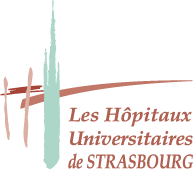 Les Hôpitaux
Universitaires
de STRASBOURG